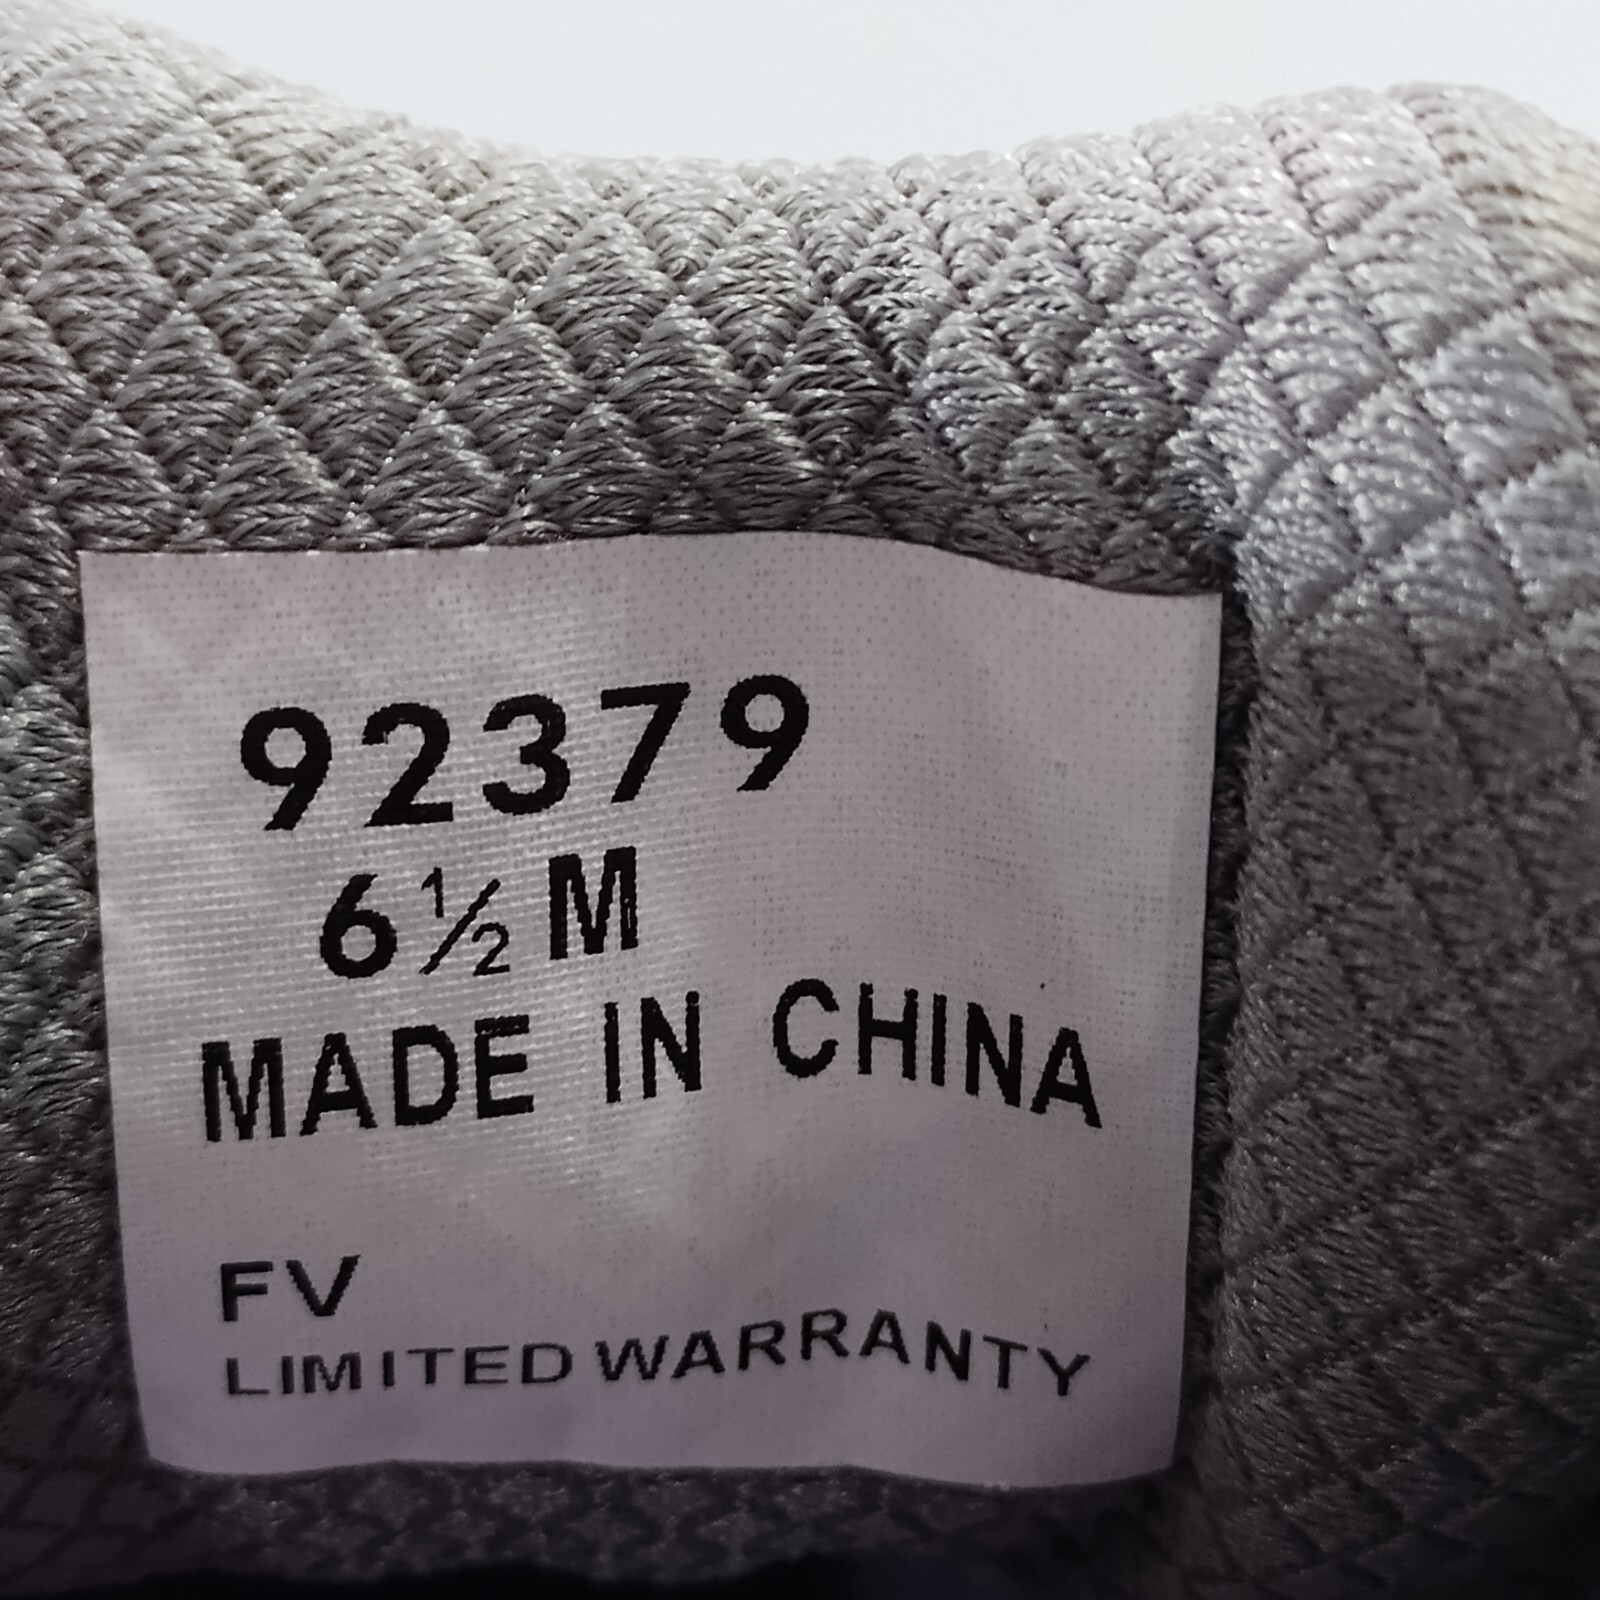 92379
6½ M
MADE IN CHINA
FV
LIMITED WARRANTY